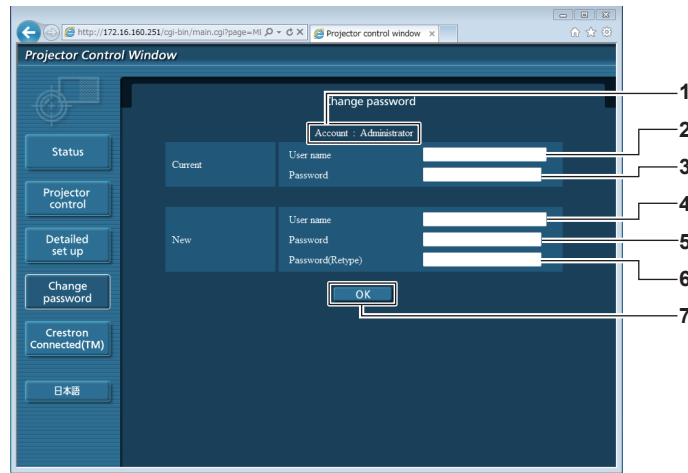 http://172.16.160.251/cgi-bin/main.cgi?page=MI
Projector control window
Projector Control Window
Change password
1
Account : Administrator
2
Status
Current
User name
Password
3
Projector
control
4
User name
Detailed
set up
New
Password
5
Password(Retype)
6
Change
password
OK
7
Crestron
Connected(TM)
日本語